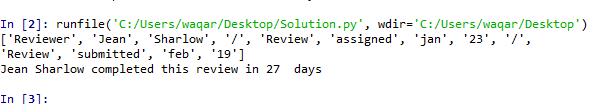 In [2]: runfile('C:/Users/waqar/Desktop/Solution.py', wdir='C:/Users/waqar/Desktop')
['Reviewer', 'Jean', 'Sharlow', '/', 'Review', 'assigned', 'jan', '23', '/',
'Review', 'submitted', 'feb', '19']
Jean Sharlow completed this review in 27  days
In [3]: